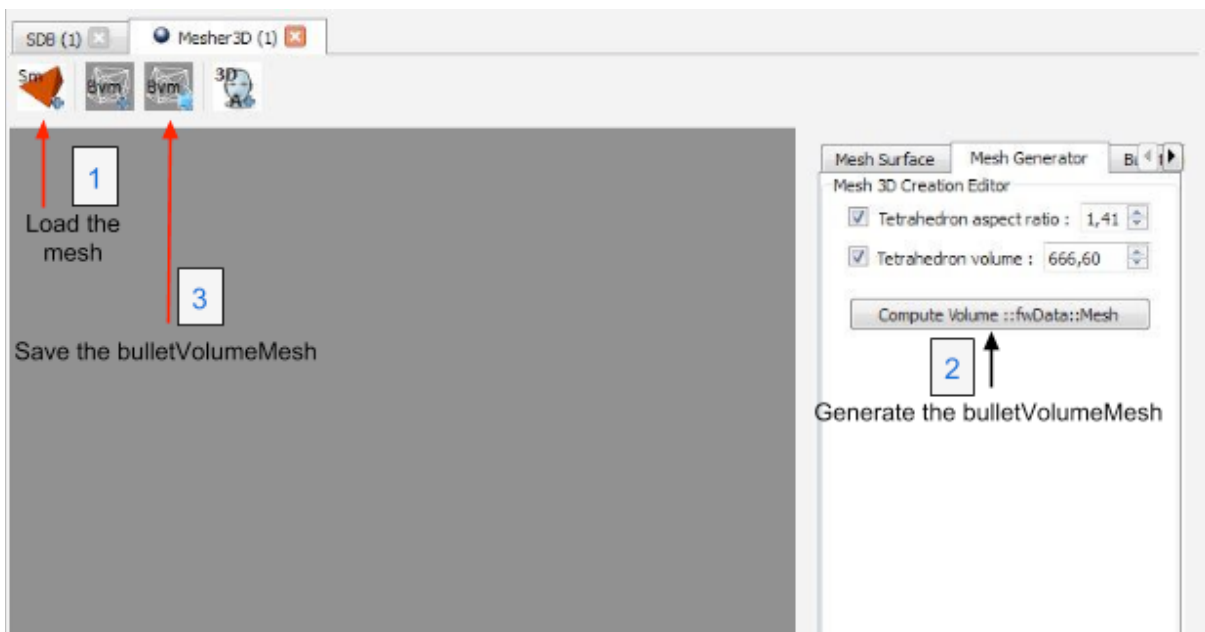 SDB (1)
Mesher3D (1)
Sm
Bvm
Bvm
3D
A
1
Load the
mesh
3
Save the bulletVolumeMesh
Mesh Surface
Mesh Generator
Mesh 3D Creation Editor
Tetrahedron aspect ratio : 1,41
Tetrahedron volume : 666,60
Compute Volume ::fwData::Mesh
2
Generate the bulletVolumeMesh